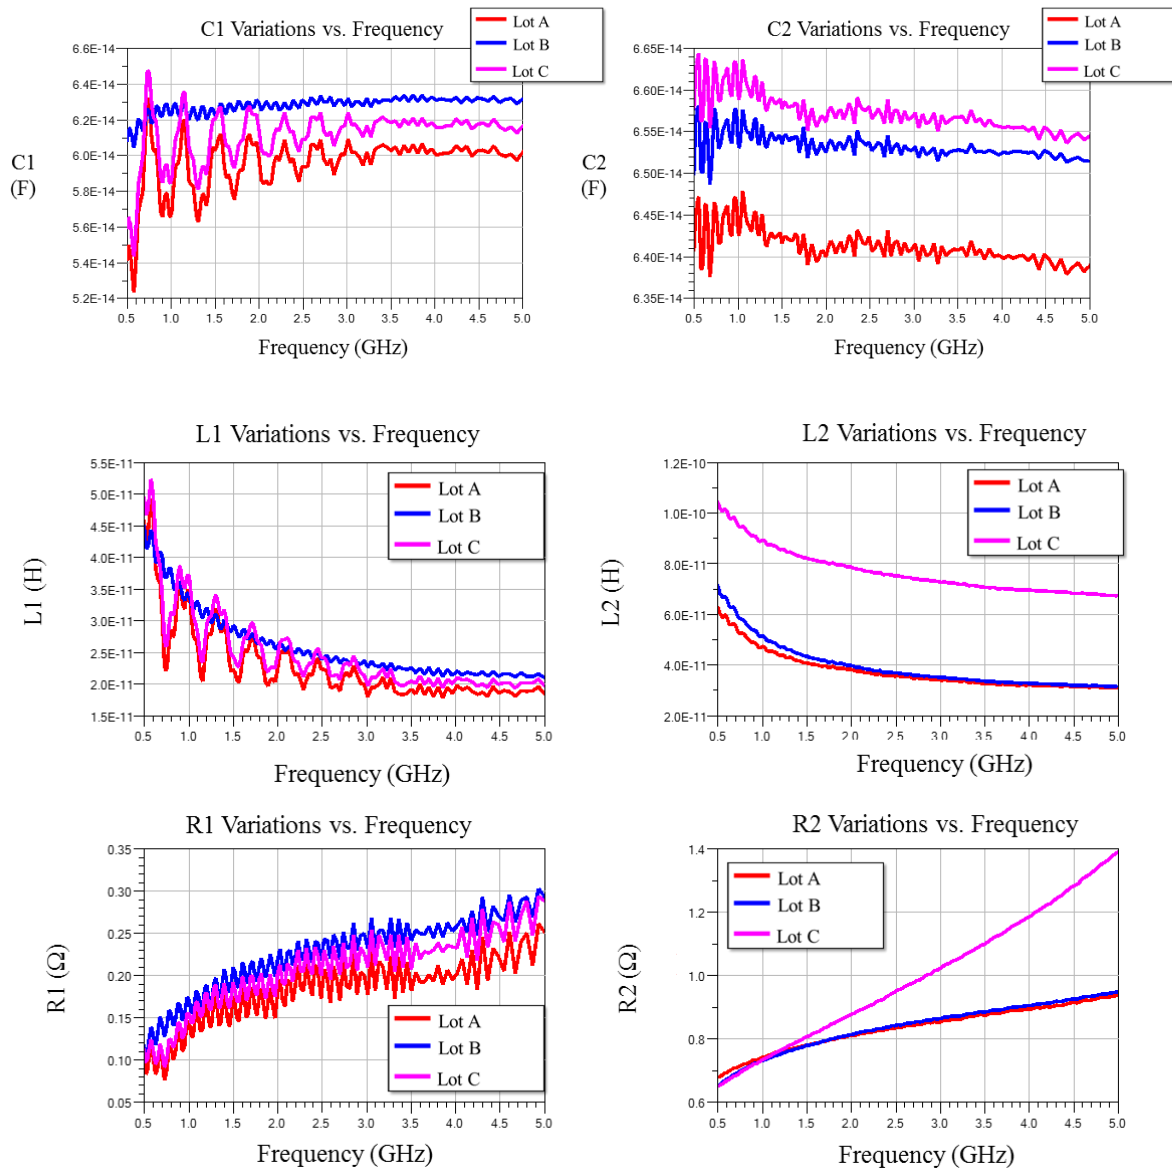 C1 Variations vs. Frequency
Lot A
Lot B
Lot C
6.6E-14
6.4E-14
6.2E-14
6.0E-14
5.8E-14
5.6E-14
5.4E-14
5.2E-14
C1
(F)
0.5 1.0 1.5 2.0 2.5 3.0 3.5 4.0 4.5 5.0
Frequency (GHz)
C2 Variations vs. Frequency
Lot A
Lot B
Lot C
6.65E-14
6.60E-14
6.55E-14
6.50E-14
6.45E-14
6.40E-14
6.35E-14
C2
(F)
0.5 1.0 1.5 2.0 2.5 3.0 3.5 4.0 4.5 5.0
Frequency (GHz)
L1 Variations vs. Frequency
Lot A
Lot B
Lot C
5.5E-11
5.0E-11
4.5E-11
4.0E-11
3.5E-11
3.0E-11
2.5E-11
2.0E-11
1.5E-11
L1 (H)
0.5 1.0 1.5 2.0 2.5 3.0 3.5 4.0 4.5 5.0
Frequency (GHz)
L2 Variations vs. Frequency
Lot A
Lot B
Lot C
1.2E-10
1.0E-10
8.0E-11
6.0E-11
4.0E-11
2.0E-11
L2 (H)
0.5 1.0 1.5 2.0 2.5 3.0 3.5 4.0 4.5 5.0
Frequency (GHz)
R1 Variations vs. Frequency
Lot A
Lot B
Lot C
0.35
0.30
0.25
0.20
0.15
0.10
0.05
R1 (Ω)
0.5 1.0 1.5 2.0 2.5 3.0 3.5 4.0 4.5 5.0
Frequency (GHz)
R2 Variations vs. Frequency
Lot A
Lot B
Lot C
1.4
1.2
1.0
0.8
0.6
R2 (Ω)
0.5 1.0 1.5 2.0 2.5 3.0 3.5 4.0 4.5 5.0
Frequency (GHz)